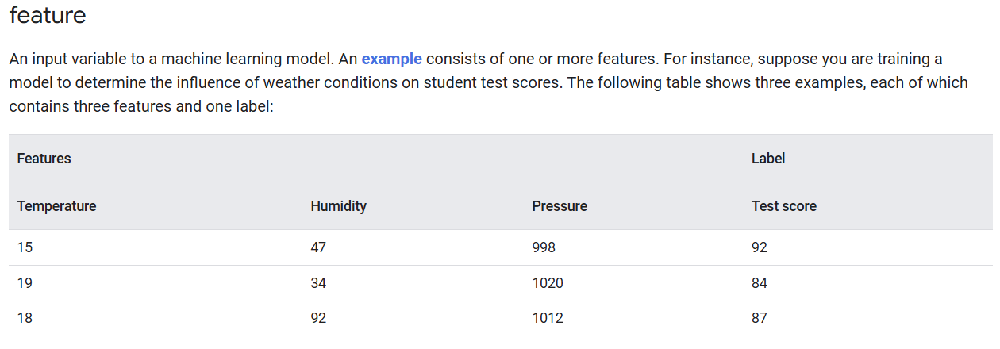 feature
An input variable to a machine learning model. An example consists of one or more features. For instance, suppose you are training a
model to determine the influence of weather conditions on student test scores. The following table shows three examples, each of which
contains three features and one label:
Features Label
Temperature Humidity Pressure Test score
15 47 998 92
19 34 1020 84
18 92 1012 87